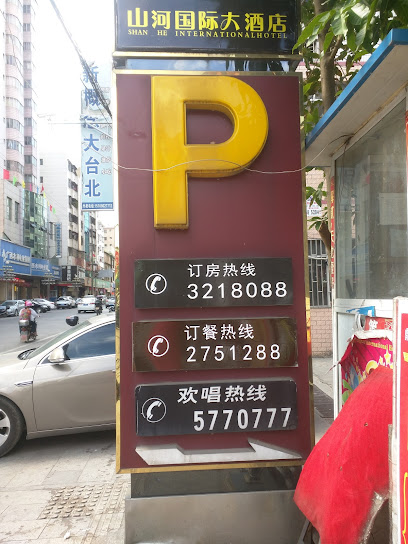 山河国际大酒店
SHAN HE INTERNATIONALHOTEL
P
订房热线
3218088
订餐热线
2751288
欢唱热线
5770777
大台北